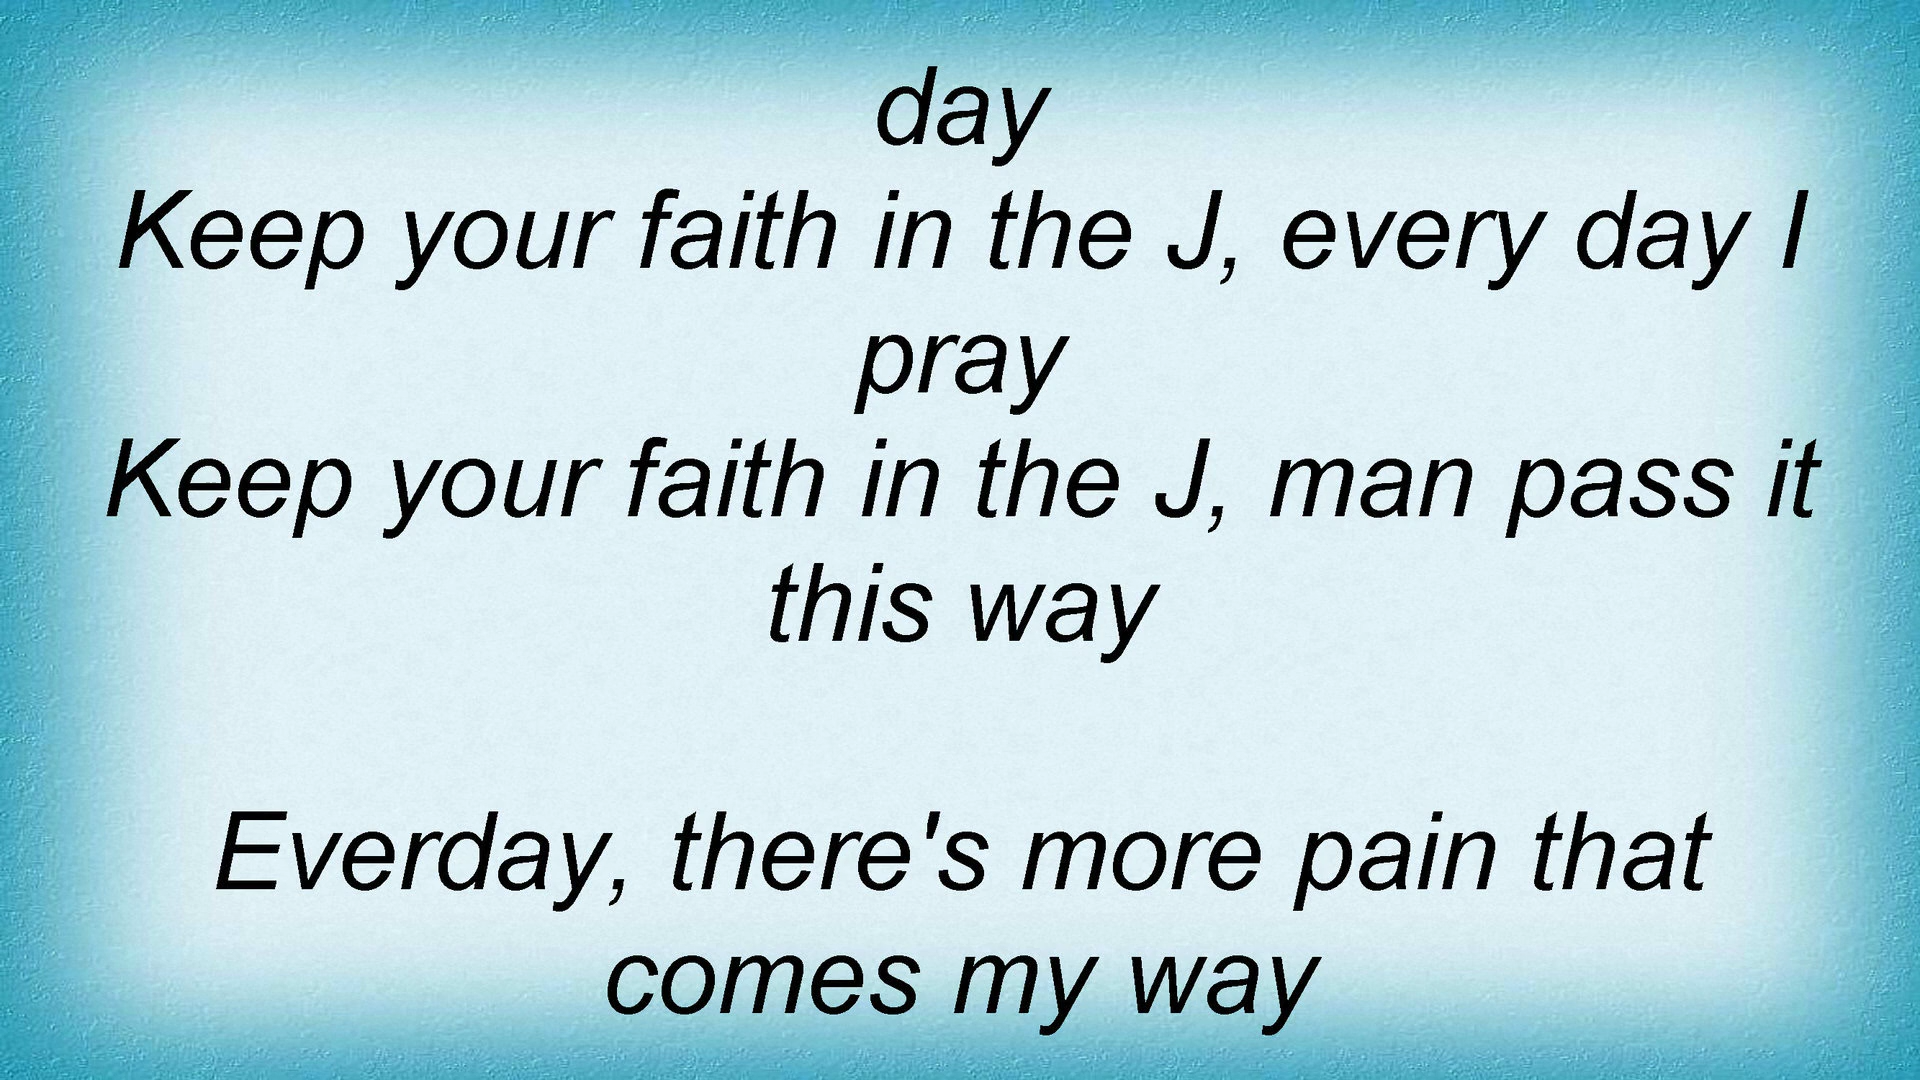 day
Keep your faith in the J, every day I
pray
Keep your faith in the J, man pass it
this way
Everday, there's more pain that
comes my way